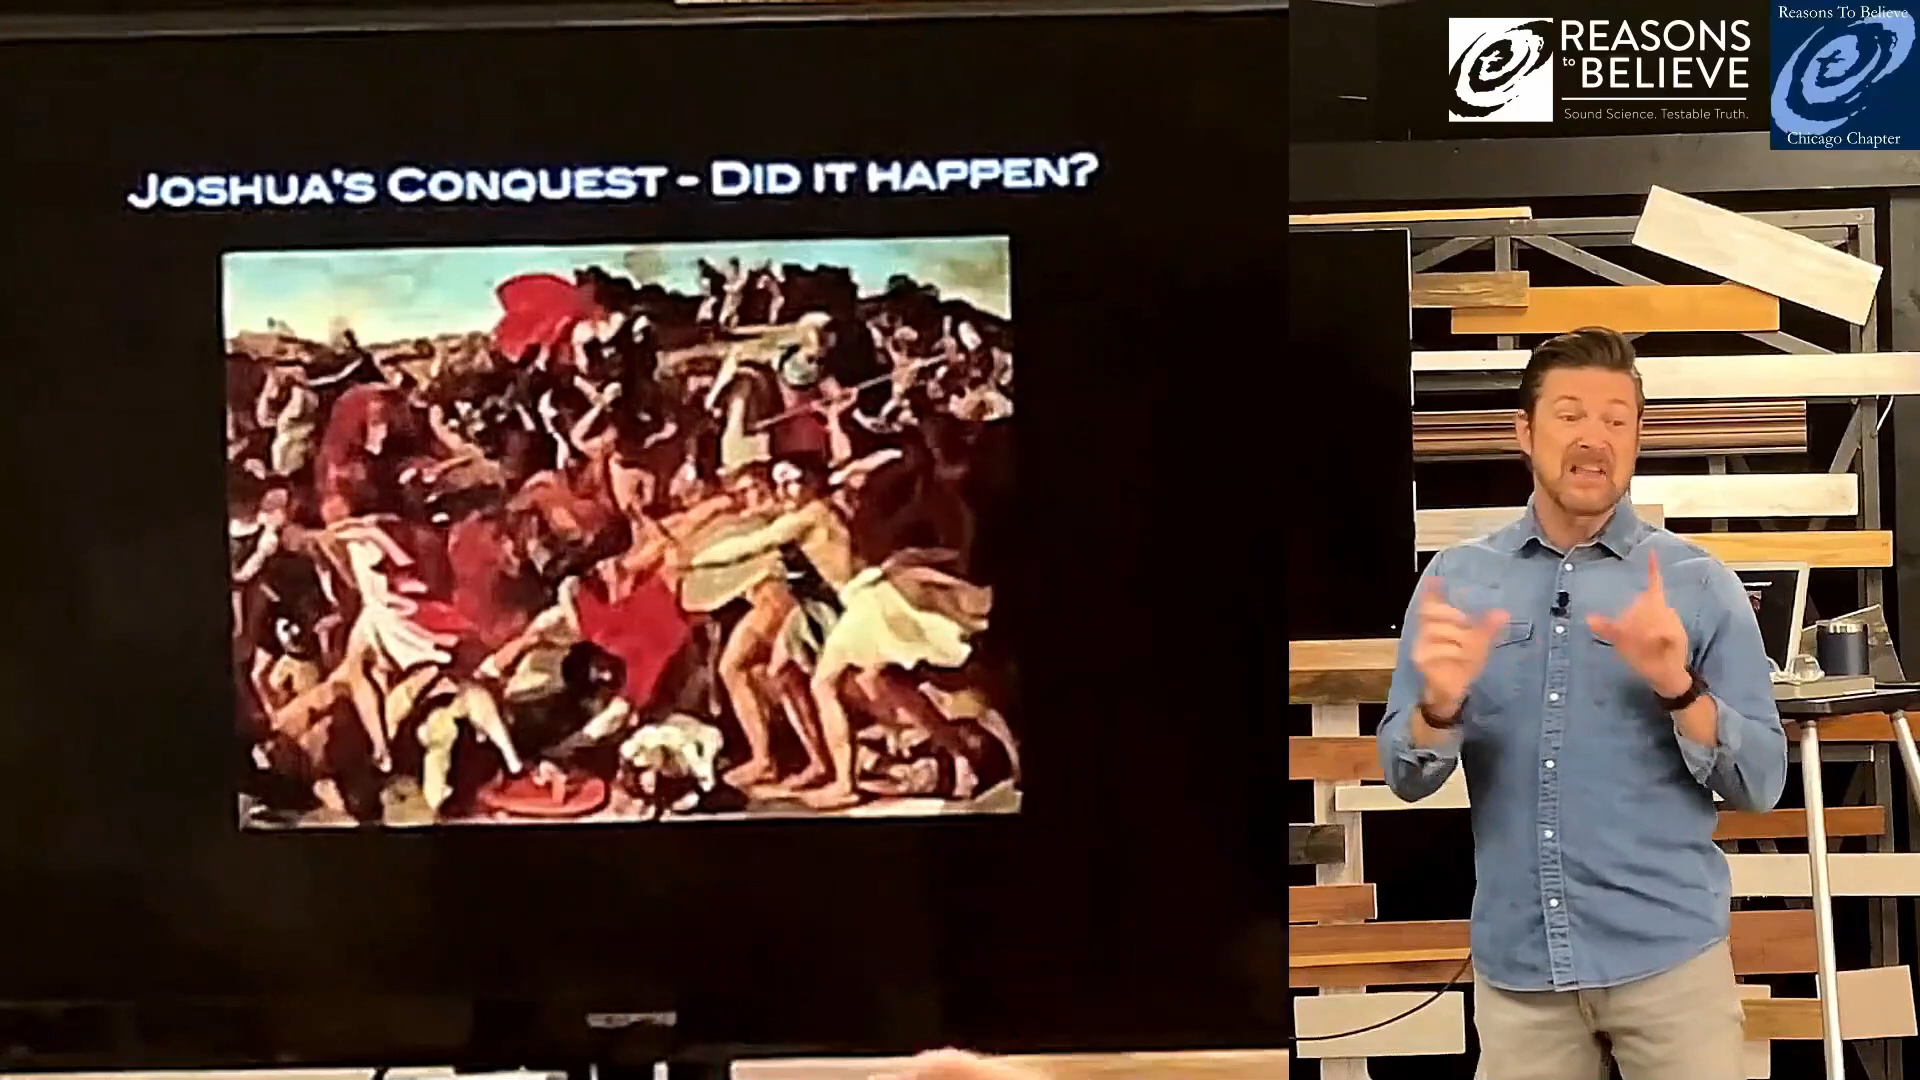 JOSHUA'S CONQUEST - DID IT HAPPEN?
REASONS
to BELIEVE
Sound Science. Testable Truth.
Reasons To Believe
Chicago Chapter